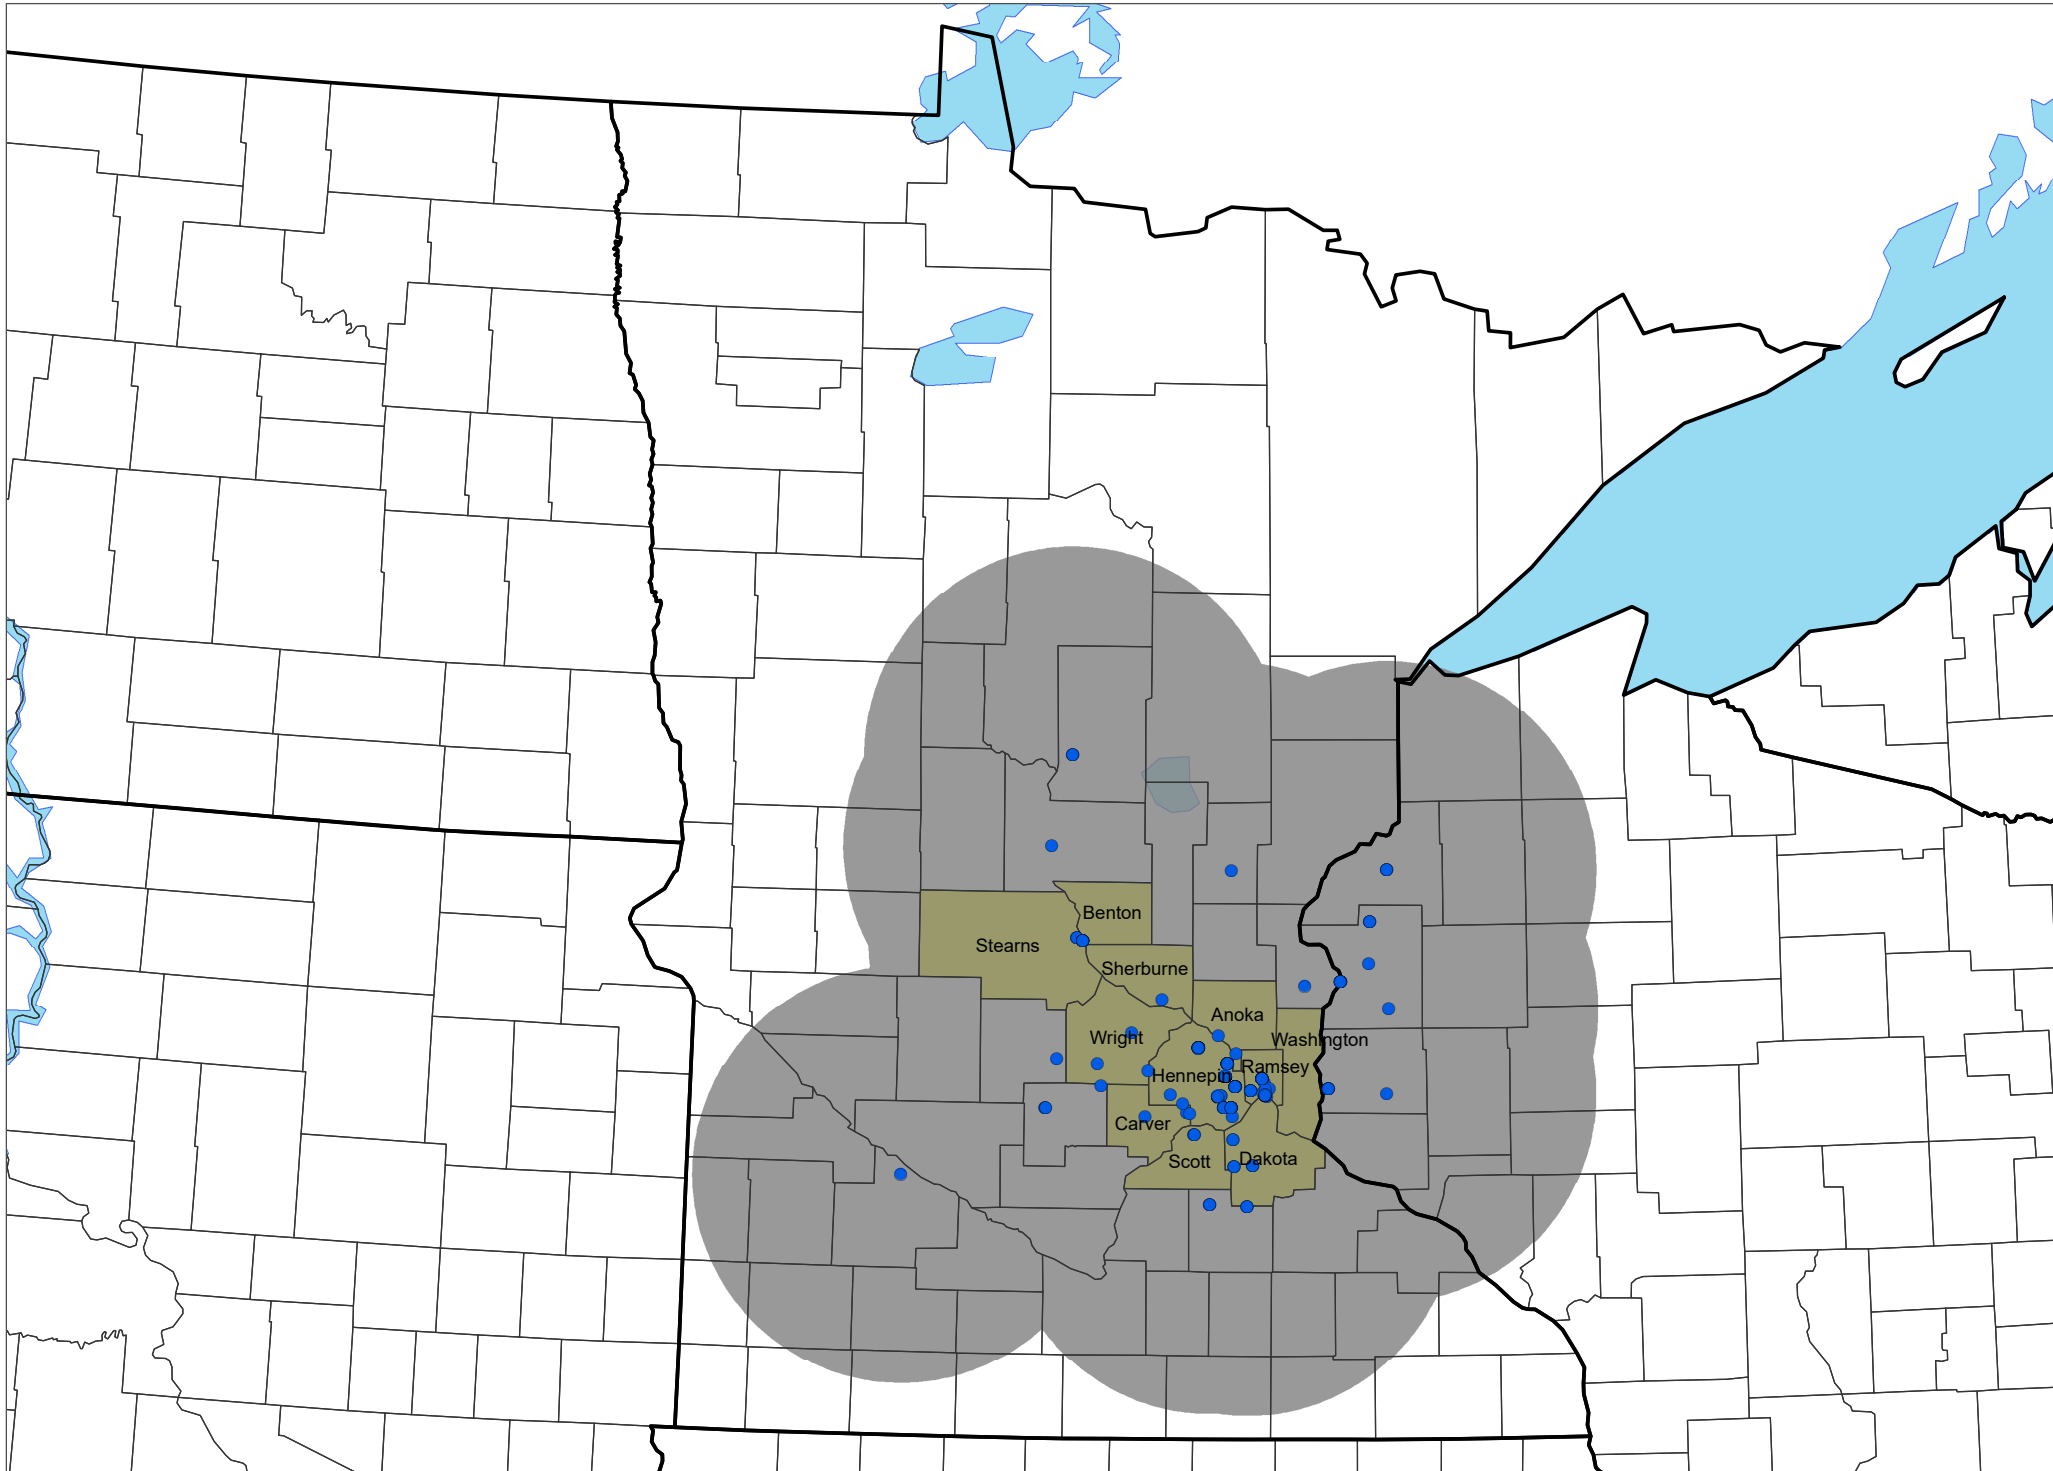 Benton
Stearns
Sherburne
Anoka
Wright
Washington
Ramsey
Hennepin
Carver
Scott
Dakota